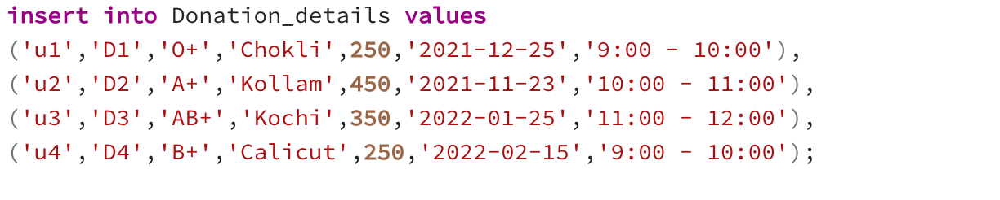 insert into Donation_details values
('u1','D1','O+','Chokli',250,'2021-12-25','9:00 - 10:00'),
('u2','D2','A+','Kollam',450,'2021-11-23','10:00 - 11:00'),
('u3','D3','AB+','Kochi',350,'2022-01-25','11:00 - 12:00'),
('u4','D4','B+','Calicut',250,'2022-02-15','9:00 - 10:00');